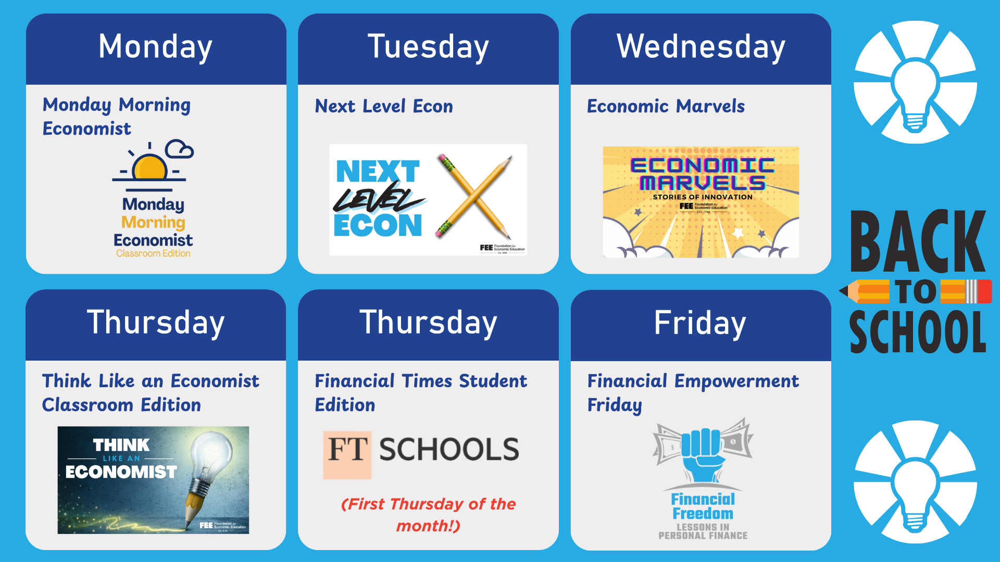 Monday
Monday Morning
Economist
Monday
Morning
Economist
Classroom Edition
Tuesday
Next Level Econ
NEXT
LEVEL
ECON
FEE Foundation for
Economic Education
est. 1946
Wednesday
Economic Marvels
ECONOMIC
MARVELS
STORIES OF INNOVATION
FEE Foundation for
Economic Education
EST. 1946
Thursday
Think Like an Economist
Classroom Edition
THINK
LIKE AN
ECONOMIST
FEE Foundation for
Economic Education
est. 1946
Thursday
Financial Times Student
Edition
FT SCHOOLS
(First Thursday of the
month!)
Friday
Financial Empowerment
Friday
$ $
Financial
Freedom
LESSONS IN
PERSONAL FINANCE
BACK
TO
SCHOOL